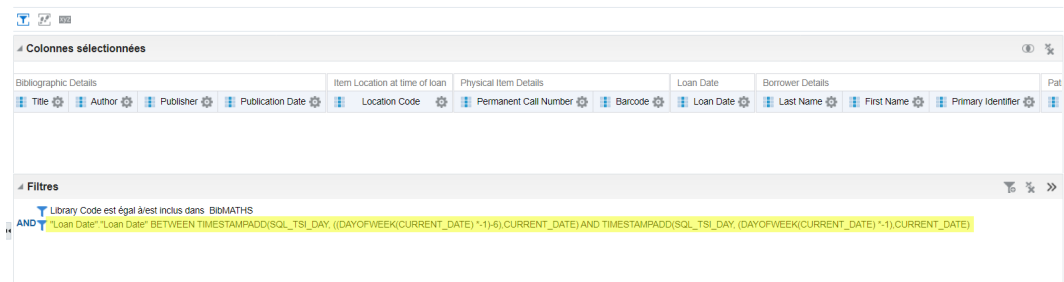 Colonnes sélectionnées
Bibliographic Details Item Location at time of loan Physical Item Details Loan Date Borrower Details Pat
Title Author Publisher Publication Date Location Code Permanent Call Number Barcode Loan Date Last Name First Name Primary Identifier
Filtres
Library Code est égal à/est inclus dans BibMATHS
AND "Loan Date"."Loan Date" BETWEEN TIMESTAMPADD(SQL_TSI_DAY, ((DAYOFWEEK(CURRENT_DATE) *-1)-6),CURRENT_DATE) AND TIMESTAMPADD(SQL_TSI_DAY, (DAYOFWEEK(CURRENT_DATE) *-1),CURRENT_DATE)